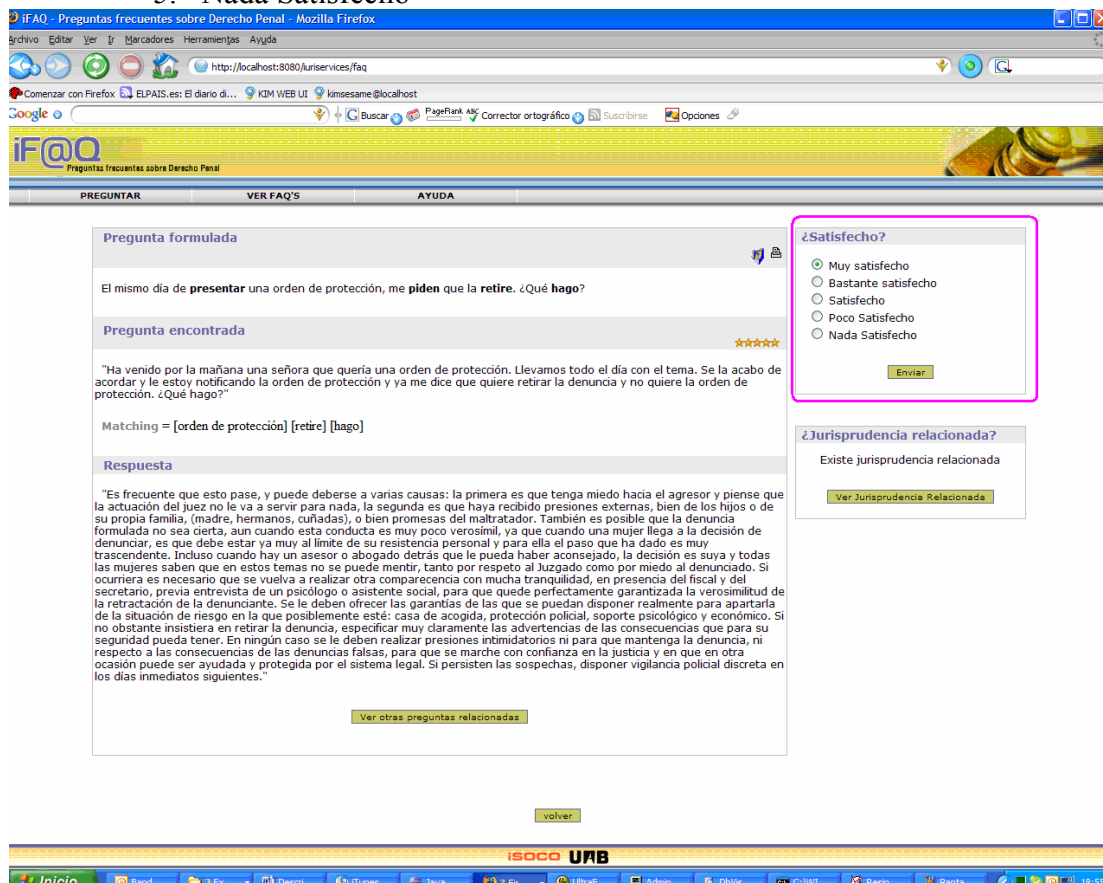 5. Nada Satisfecho
iFAQ - Preguntas frecuentes sobre Derecho Penal - Mozilla Firefox
Archivo Editar Ver Ir Marcadores Herramientas Ayuda
http://localhost:8080/iuriservices/faq
Comenzar con Firefox ELPAIS.es: El diario di... KIM WEB UI kimsesame@localhost
Google Buscar PageRank ABC Corrector ortográfico Suscribirse Opciones
iF@Q
Preguntas frecuentes sobre Derecho Penal
PREGUNTAR VER FAQ'S AYUDA
Pregunta formulada
El mismo día de presentar una orden de protección, me piden que la retire. ¿Qué hago?
Pregunta encontrada
"Ha venido por la mañana una señora que quería una orden de protección. Llevamos todo el día con el tema. Se la acabo de
acordar y le estoy notificando la orden de protección y ya me dice que quiere retirar la denuncia y no quiere la orden de
protección. ¿Qué hago?"
Matching = [orden de protección] [retire] [hago]
Respuesta
"Es frecuente que esto pase, y puede deberse a varias causas: la primera es que tenga miedo hacia el agresor y piense que
la actuación del juez no le va a servir para nada, la segunda es que haya recibido presiones externas, bien de los hijos o de
su propia familia, (madre, hermanos, cuñadas), o bien promesas del maltratador. También es posible que la denuncia
formulada no sea cierta, aun cuando esta conducta es muy poco verosímil, ya que cuando una mujer llega a la decisión de
denunciar, es que debe estar ya muy al límite de su resistencia personal y para ella el paso que ha dado es muy
trascendente. Incluso cuando hay un asesor o abogado detrás que le pueda haber aconsejado, la decisión es suya y todas
las mujeres saben que en estos temas no se puede mentir, tanto por respeto al Juzgado como por miedo al denunciado. Si
ocurriera es necesario que se vuelva a realizar otra comparecencia con mucha tranquilidad, en presencia del fiscal y del
secretario, previa entrevista de un psicólogo o asistente social, para que quede perfectamente garantizada la verosimilitud de
la retractación de la denunciante. Se le deben ofrecer las garantías de las que se puedan disponer realmente para apartarla
de la situación de riesgo en la que posiblemente esté: casa de acogida, protección policial, soporte psicológico y económico. Si
no obstante insistiera en retirar la denuncia, especificar muy claramente las advertencias de las consecuencias que para su
seguridad pueda tener. En ningún caso se le deben realizar presiones intimidatorios ni para que mantenga la denuncia, ni
respecto a las consecuencias de las denuncias falsas, para que se marche con confianza en la justicia y en que en otra
ocasión puede ser ayudada y protegida por el sistema legal. Si persisten las sospechas, disponer vigilancia policial discreta en
los días inmediatos siguientes."
Ver otras preguntas relacionadas
¿Satisfecho?
Muy satisfecho
Bastante satisfecho
Satisfecho
Poco Satisfecho
Nada Satisfecho
Enviar
¿Jurisprudencia relacionada?
Existe jurisprudencia relacionada
Ver Jurisprudencia Relacionada
volver
isoco UAB
Inicio Band 2 Ex Descri iTunes Java 2 Fir UltraE Admin DbVis C:\WI Recip Panta 18:55